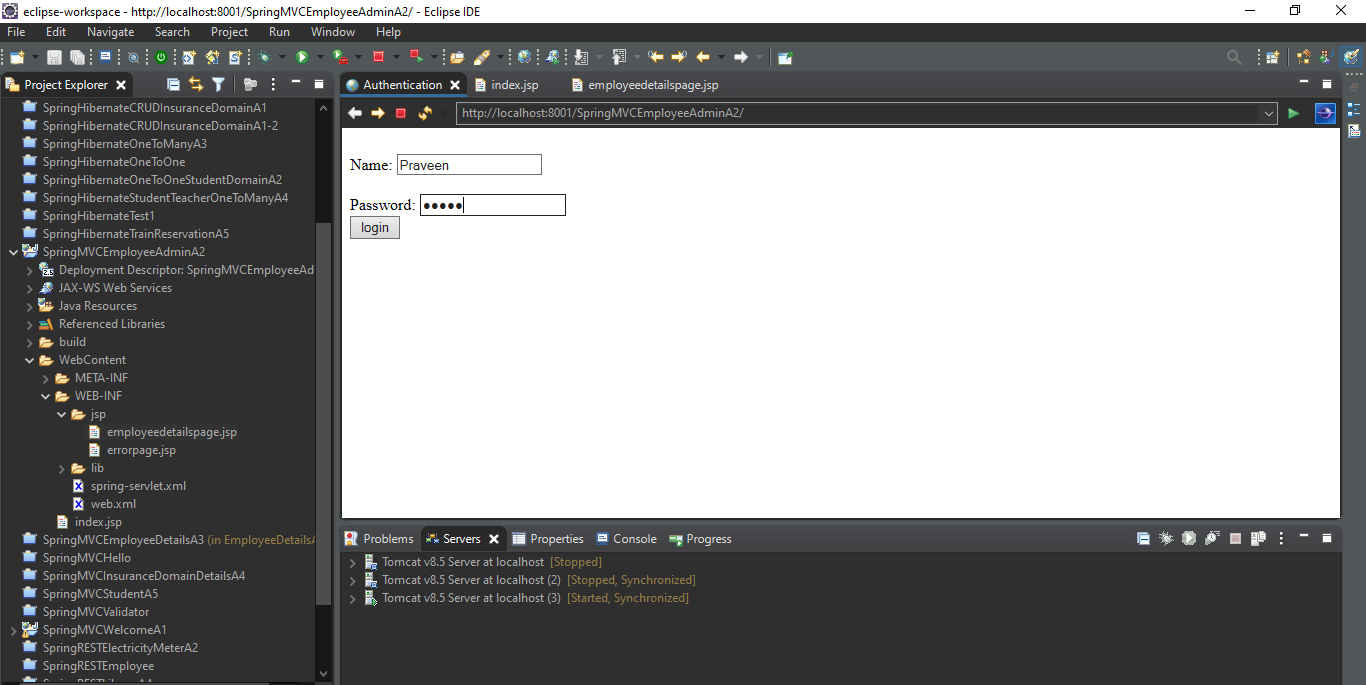 eclipse-workspace - http://localhost:8001/SpringMVCEmployeeAdminA2/ - Eclipse IDE
File Edit Navigate Search Project Run Window Help
Project Explorer
SpringHibernateCRUDInsuranceDomainA1
SpringHibernateCRUDInsuranceDomainA1-2
SpringHibernateOneToManyA3
SpringHibernateOneToOne
SpringHibernateOneToOneStudentDomainA2
SpringHibernateStudentTeacherOneToManyA4
SpringHibernateTest1
SpringHibernateTrainReservationA5
SpringMVCEmployeeAdminA2
Deployment Descriptor: SpringMVCEmployeeAd
JAX-WS Web Services
Java Resources
Referenced Libraries
build
WebContent
META-INF
WEB-INF
jsp
employeedetailspage.jsp
errorpage.jsp
lib
spring-servlet.xml
web.xml
index.jsp
SpringMVCEmployeeDetailsA3 (in EmployeeDetailsA
SpringMVCHello
SpringMVCInsuranceDomainDetailsA4
SpringMVCStudentA5
SpringMVCValidator
SpringMVCWelcomeA1
SpringRESTElectricityMeterA2
SpringRESTEmployee
Authentication index.jsp employeedetailspage.jsp
http://localhost:8001/SpringMVCEmployeeAdminA2/
Name: Praveen
Password: •••••
login
Problems Servers Properties Console Progress
Tomcat v8.5 Server at localhost [Stopped]
Tomcat v8.5 Server at localhost (2) [Stopped, Synchronized]
Tomcat v8.5 Server at localhost (3) [Started, Synchronized]